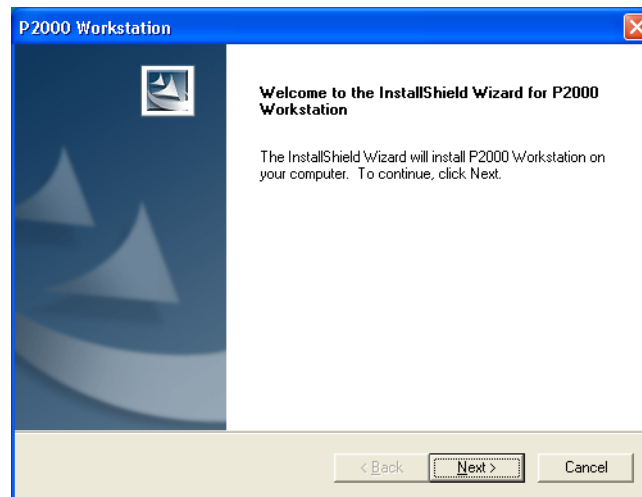 P2000 Workstation
Welcome to the InstallShield Wizard for P2000
Workstation
The InstallShield Wizard will install P2000 Workstation on
your computer. To continue, click Next.
< Back
Next >
Cancel